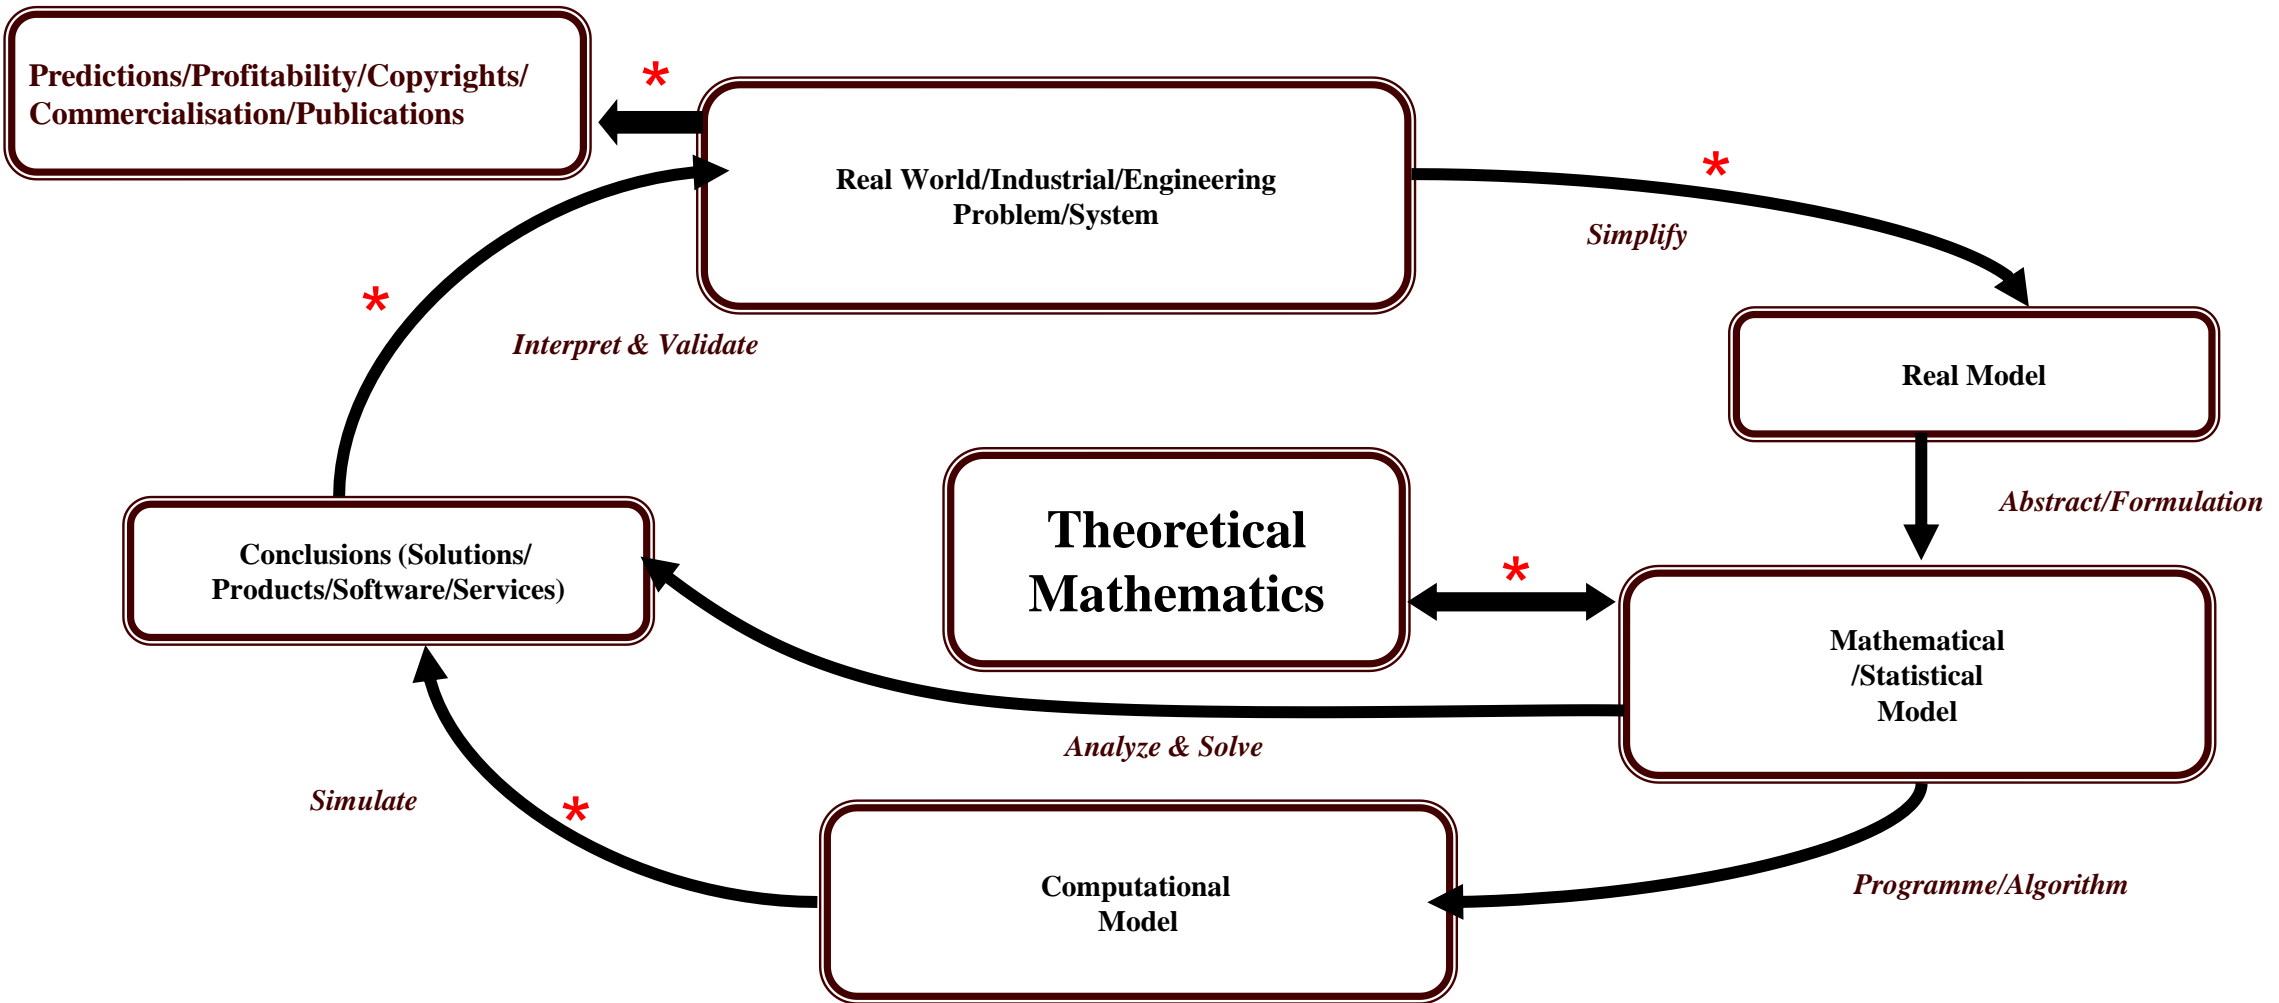 Predictions/Profitability/Copyrights/
Commercialisation/Publications
*
Real World/Industrial/Engineering
Problem/System
*
Simplify
*
Interpret & Validate
Real Model
Abstract/Formulation
Theoretical
Mathematics
*
Conclusions (Solutions/
Products/Software/Services)
Mathematical
/Statistical
Model
Analyze & Solve
Simulate
*
Computational
Model
Programme/Algorithm